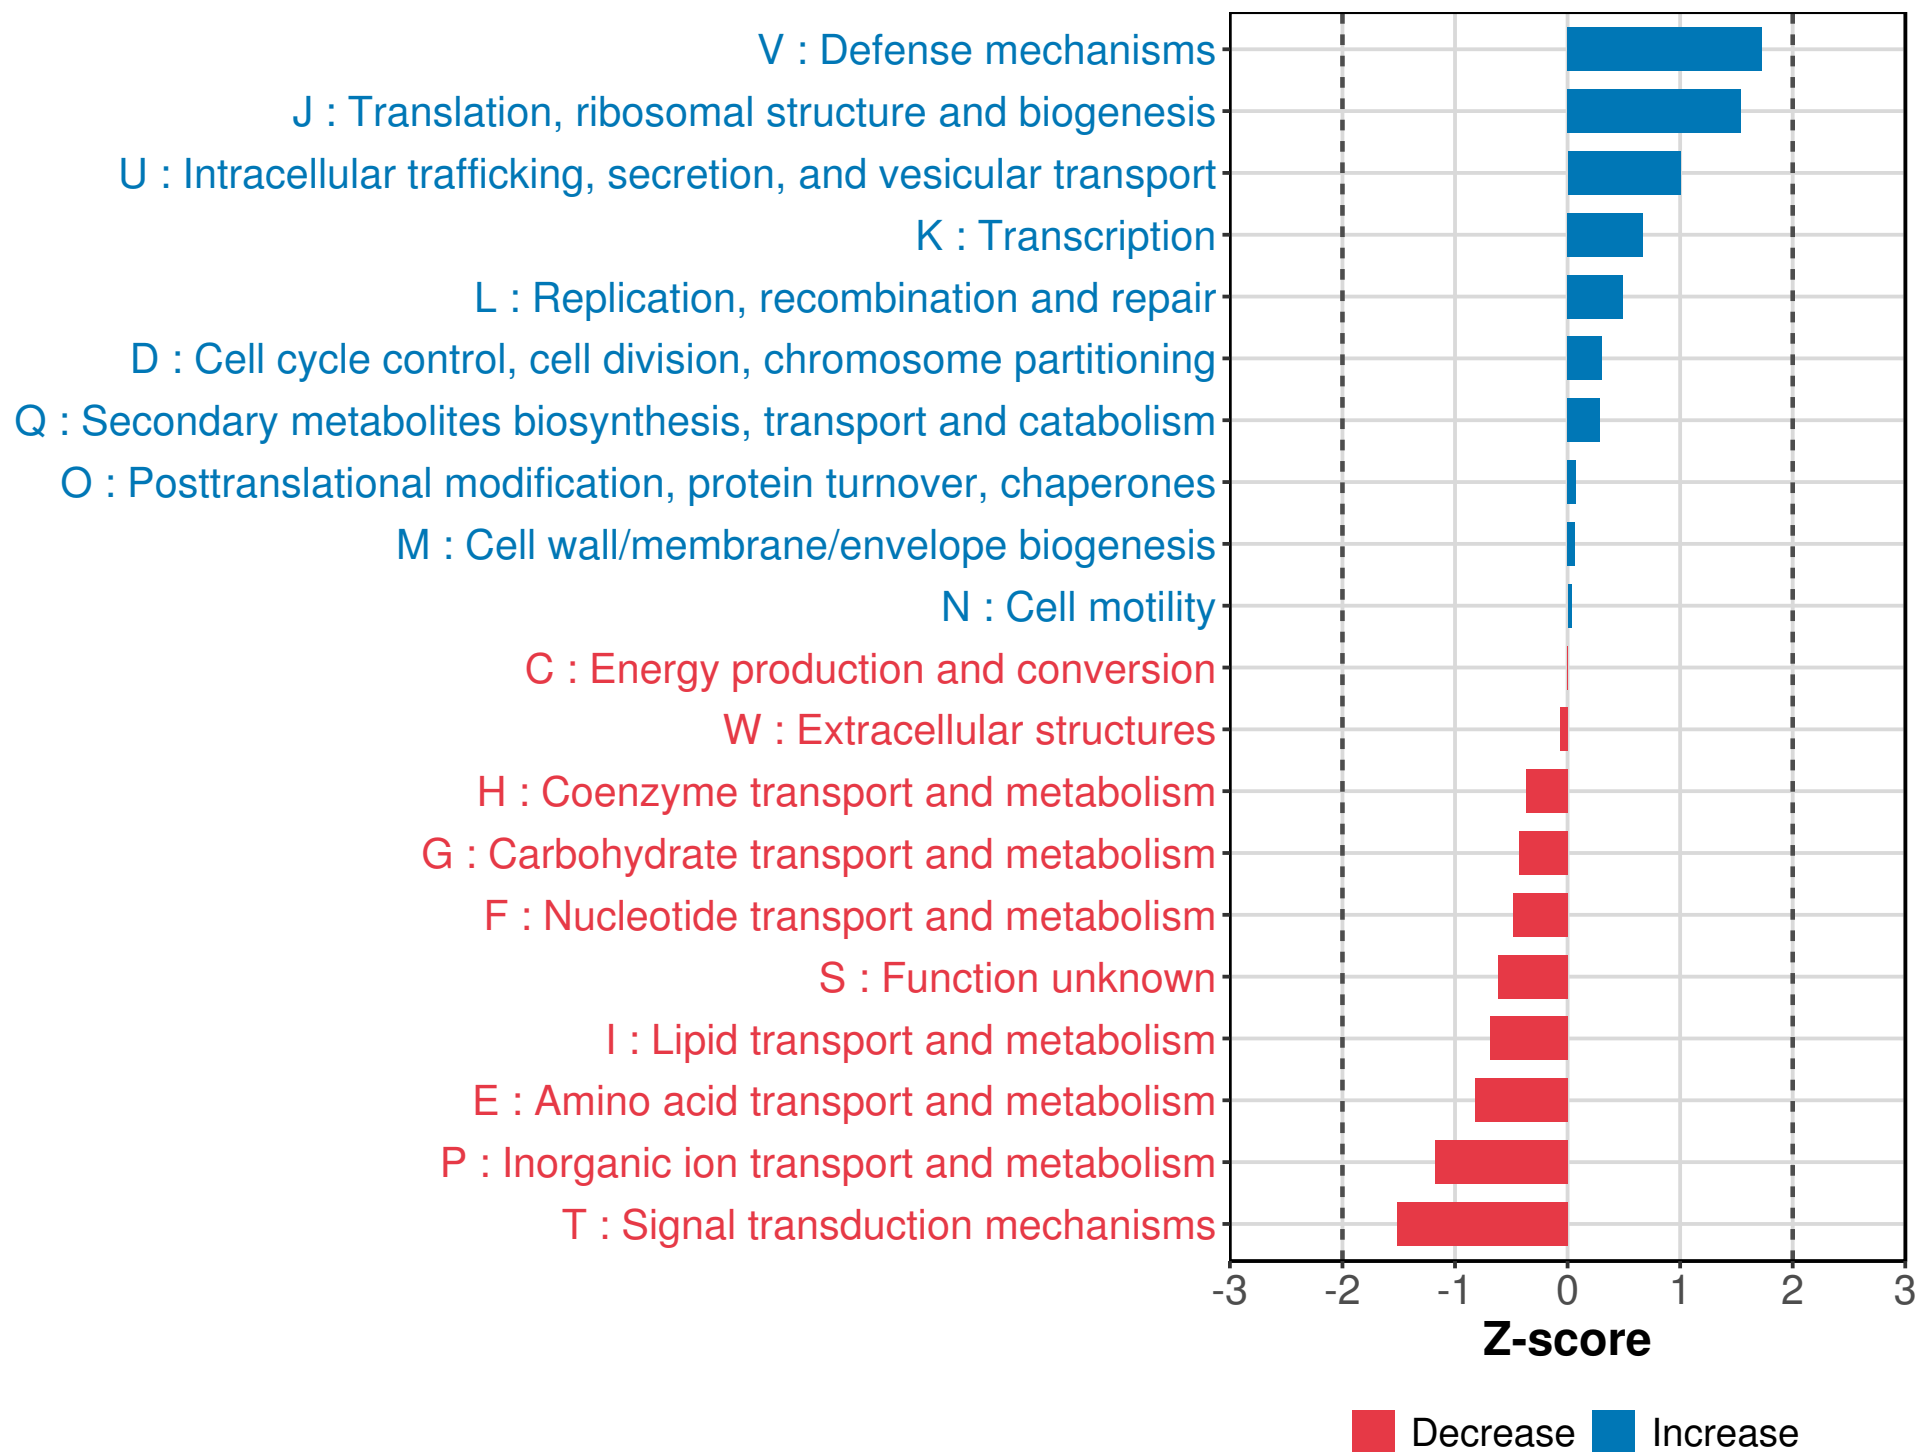 V : Defense mechanisms
J : Translation, ribosomal structure and biogenesis
U : Intracellular trafficking, secretion, and vesicular transport
K : Transcription
L : Replication, recombination and repair
D : Cell cycle control, cell division, chromosome partitioning
Q : Secondary metabolites biosynthesis, transport and catabolism
O : Posttranslational modification, protein turnover, chaperones
M : Cell wall/membrane/envelope biogenesis
N : Cell motility
C : Energy production and conversion
W : Extracellular structures
H : Coenzyme transport and metabolism
G : Carbohydrate transport and metabolism
F : Nucleotide transport and metabolism
S : Function unknown
I : Lipid transport and metabolism
E : Amino acid transport and metabolism
P : Inorganic ion transport and metabolism
T : Signal transduction mechanisms
-3 -2 -1 0 1 2 3
Z-score
Decrease Increase